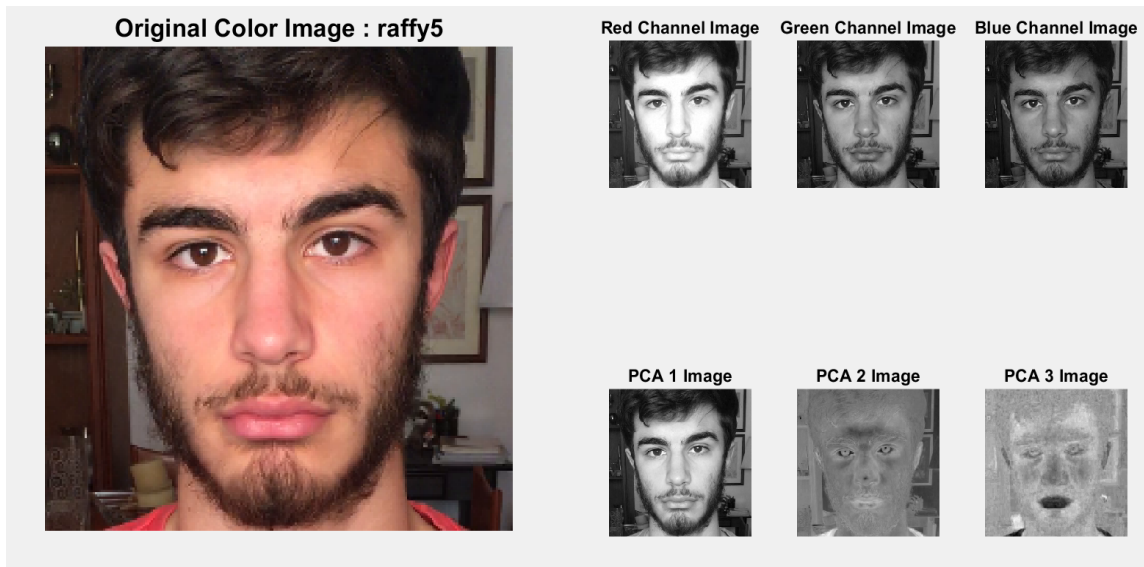 Original Color Image : raffy5
Red Channel Image
Green Channel Image
Blue Channel Image
PCA 1 Image
PCA 2 Image
PCA 3 Image